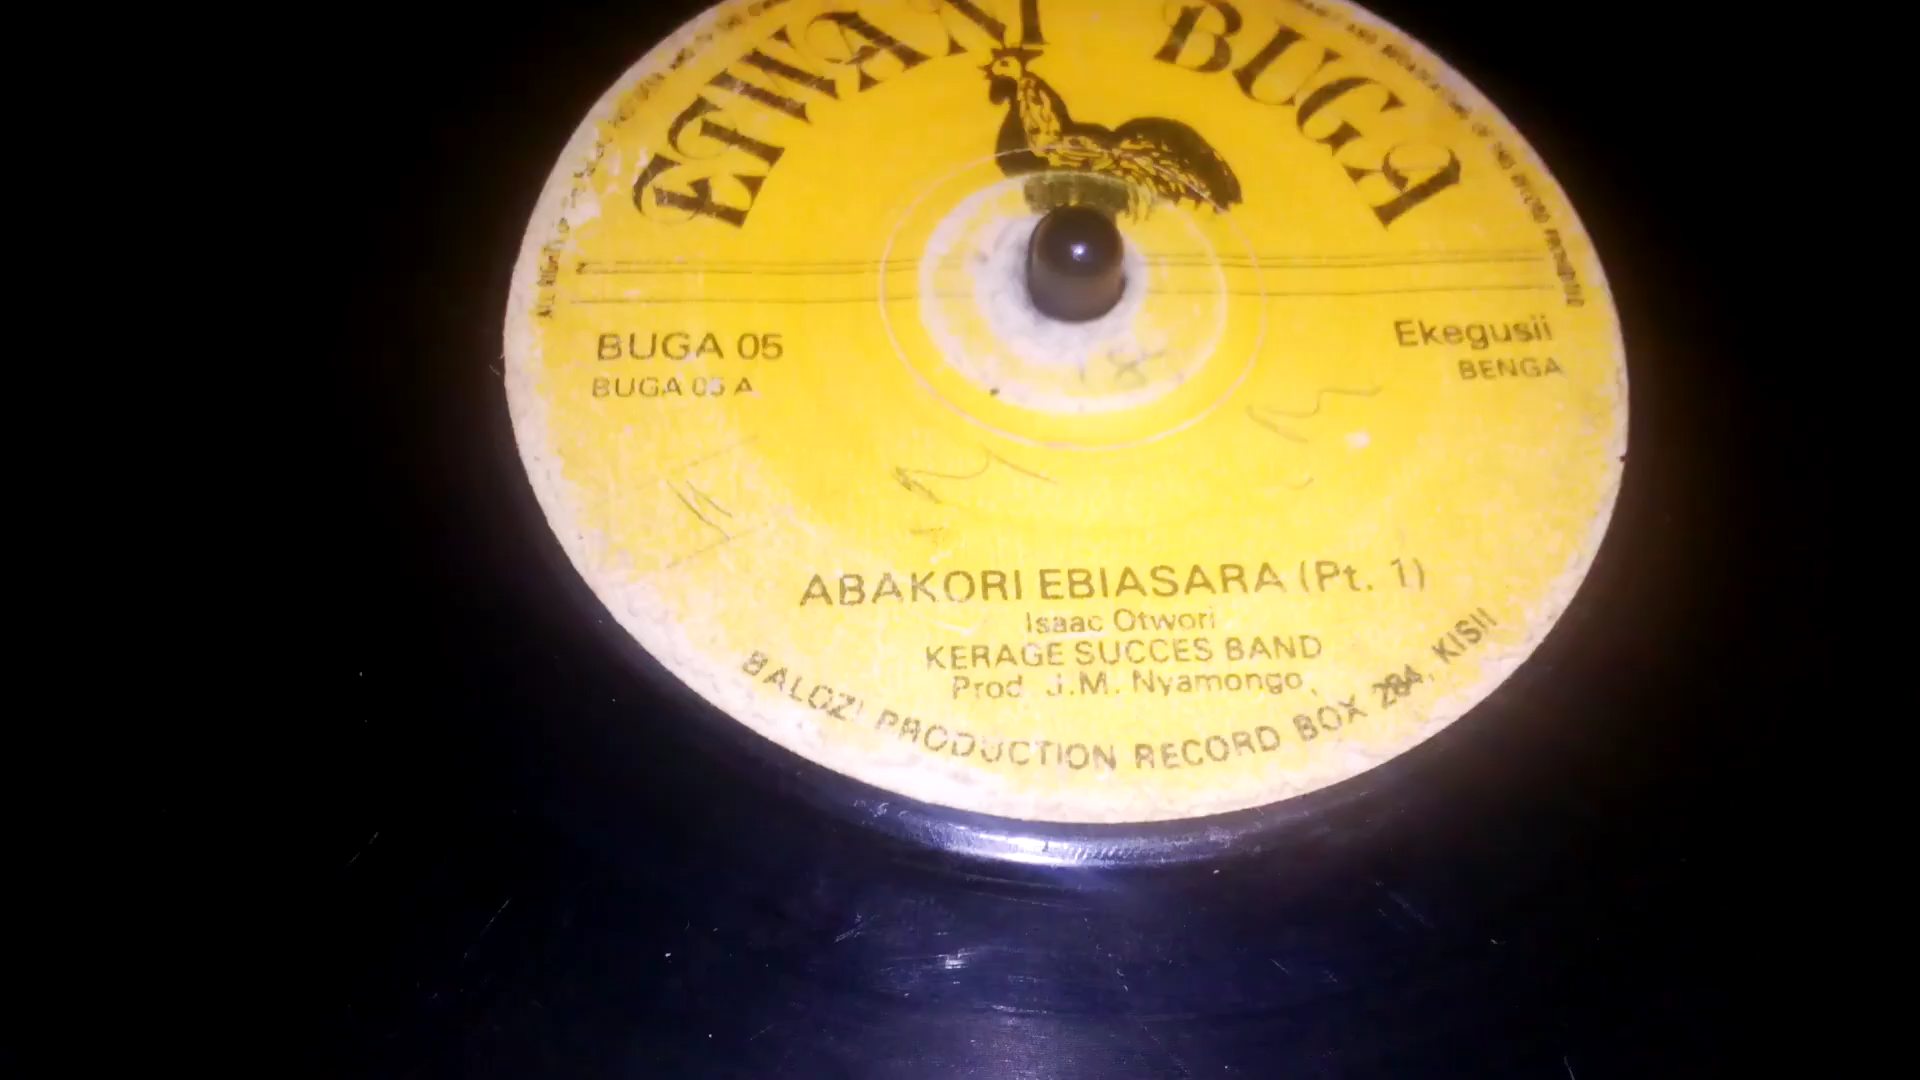 ETWAM BUGA
BUGA 05
BUGA 05 A
Ekegusii
BENGA
ABAKORI EBIASARA (Pt. 1)
Isaac Otwori
KERAGE SUCCES BAND
Prod. J.M. Nyamongo
BALOZI PRODUCTION RECORD BOX 284, KISII